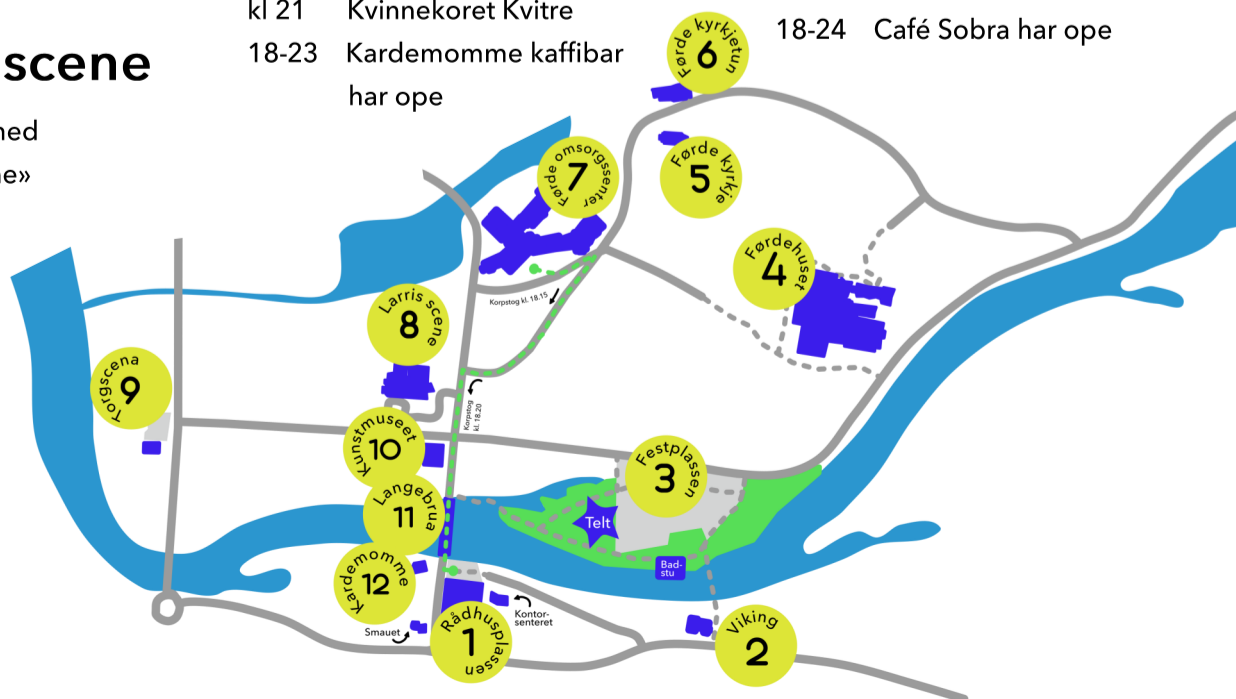 scene
ned
e»
kl 21 Kvinnekoret Kvitre
18-23 Kardemomme kaffibar
har ope
18-24 Café Sobra har ope
Førde kyrkjetun
6
Førde omsorgssenter
7
Førde kyrkje
5
Førdehuset
4
Korpstog kl. 18.15
Larris scene
8
Torgscena
9
Korpstog
kl. 18.20
Kunstmuseet
10
Festplassen
3
Langebrua
11
Telt
Kardemomme
12
Bad-
stu
Kontor-
senteret
Smauet
Rådhusplassen
1
Viking
2